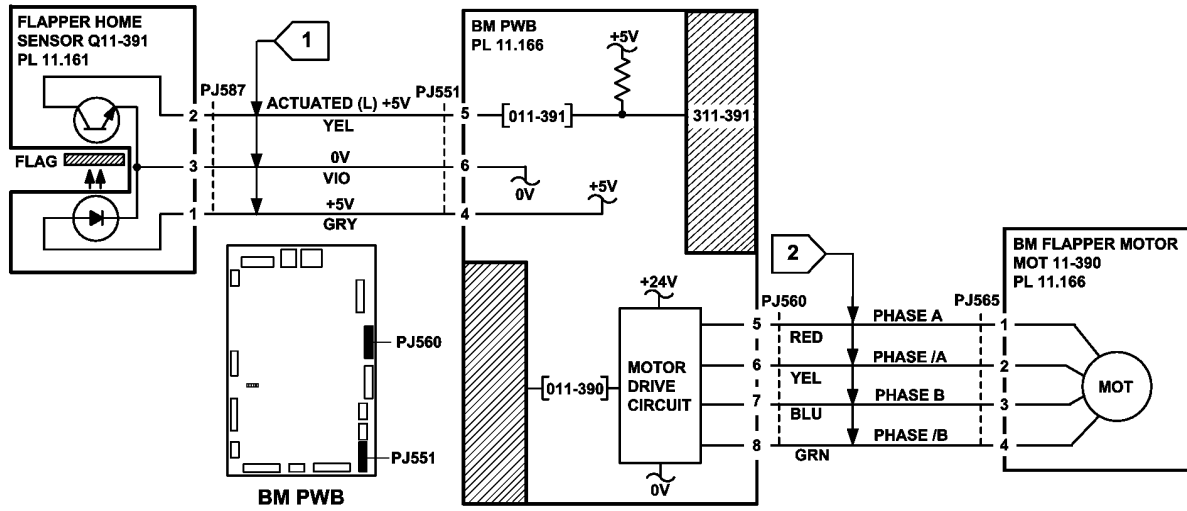 FLAPPER HOME
SENSOR Q11-391
PL 11.161
1
BM PWB
PL 11.166
+5V
PJ587
PJ551
2
ACTUATED (L) +5V
5
[011-391]
311-391
YEL
FLAG
3
0V
6
VIO
0V
+5V
1
+5V
4
GRY
2
BM FLAPPER MOTOR
MOT 11-390
PL 11.166
+24V
PJ560
PJ565
5
PHASE A
1
RED
PJ560
6
PHASE /A
2
YEL
MOTOR
DRIVE
CIRCUIT
[011-390]
7
PHASE B
3
BLU
MOT
8
PHASE /B
4
GRN
PJ551
0V
BM PWB